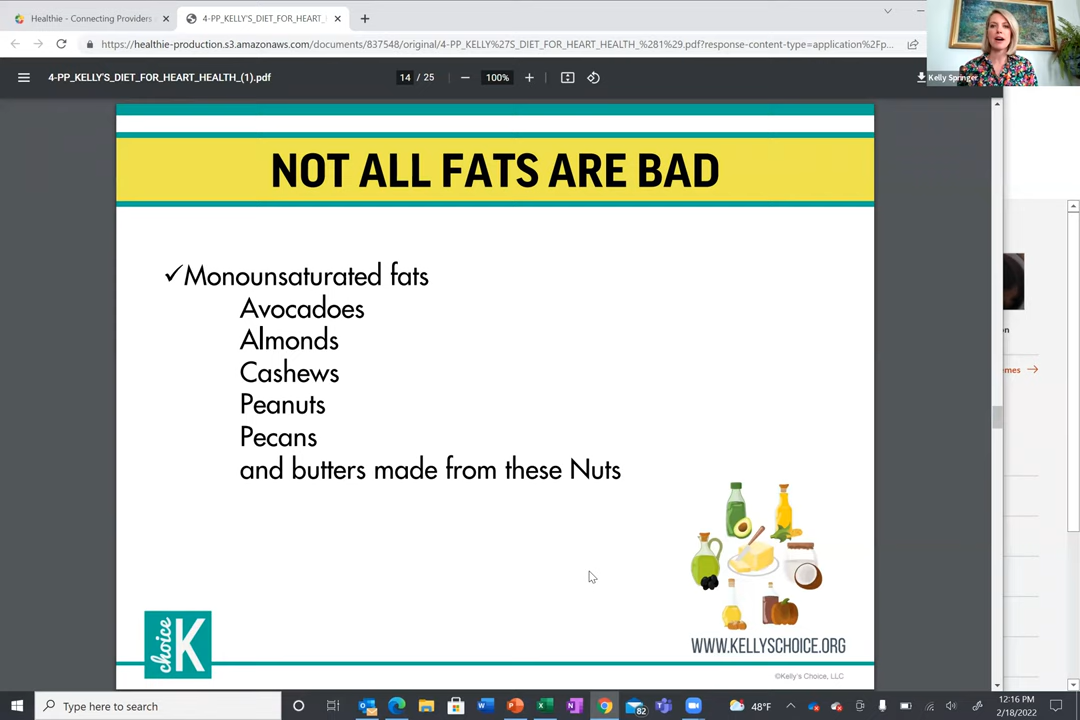 Healthie - Connecting Providers
4-PP_KELLY'S_DIET_FOR_HEART_
https://healthie-production.s3.amazonaws.com/documents/837548/original/4-PP_KELLY%27S_DIET_FOR_HEART_HEALTH_%281%29.pdf?response-content-type=application%2Fp...
4-PP_KELLY'S_DIET_FOR_HEART_HEALTH_(1).pdf
14 / 25
100%
Kelly Springer
NOT ALL FATS ARE BAD
✓Monounsaturated fats
Avocadoes
Almonds
Cashews
Peanuts
Pecans
and butters made from these Nuts
on
mes →
choice K
WWW.KELLYSCHOICE.ORG
©Kelly's Choice, LLC
Type here to search
82
48°F
12:16 PM
2/18/2022